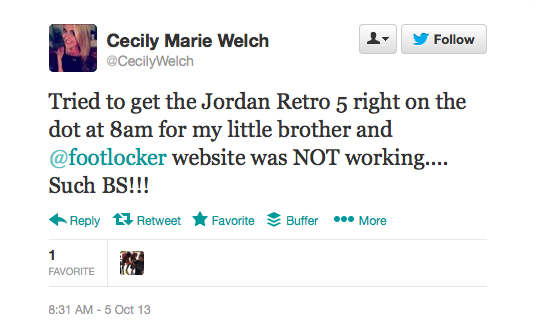 Cecily Marie Welch
@CecilyWelch
Follow
Tried to get the Jordan Retro 5 right on the
dot at 8am for my little brother and
@footlocker website was NOT working....
Such BS!!!
Reply Retweet Favorite Buffer More
1
FAVORITE
8:31 AM - 5 Oct 13